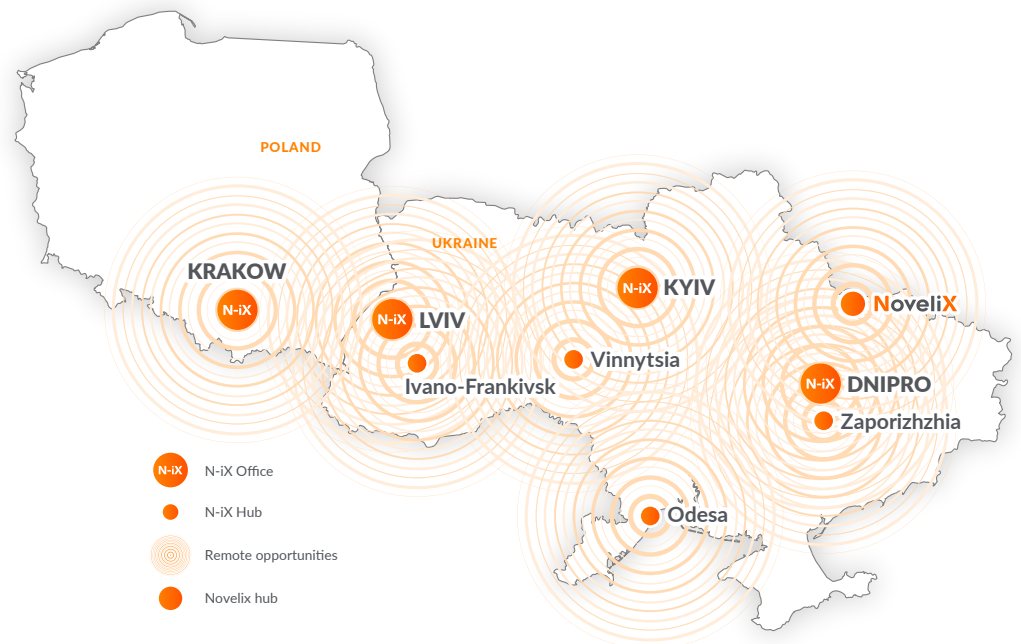 POLAND
UKRAINE
KRAKOW
N-iX
N-iX
LVIV
Ivano-Frankivsk
N-iX
KYIV
Vinnytsia
NoveliX
N-iX
DNIPRO
Zaporizhzhia
Odesa
N-iX
N-iX Office
N-iX Hub
Remote opportunities
Novelix hub